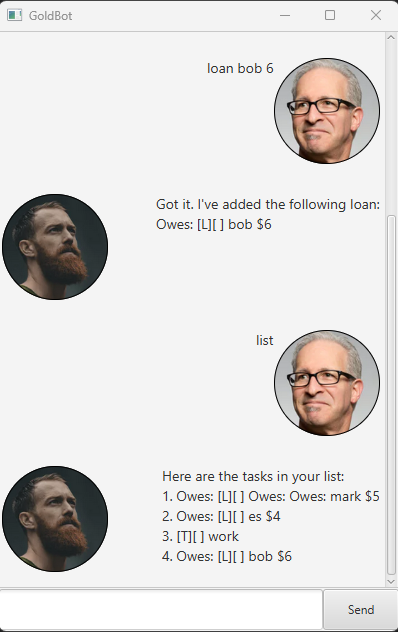 GoldBot
loan bob 6
Got it. I've added the following loan:
Owes: [L][ ] bob $6
list
Here are the tasks in your list:
1. Owes: [L][ ] Owes: Owes: mark $5
2. Owes: [L][ ] es $4
3. [T][ ] work
4. Owes: [L][ ] bob $6
Send